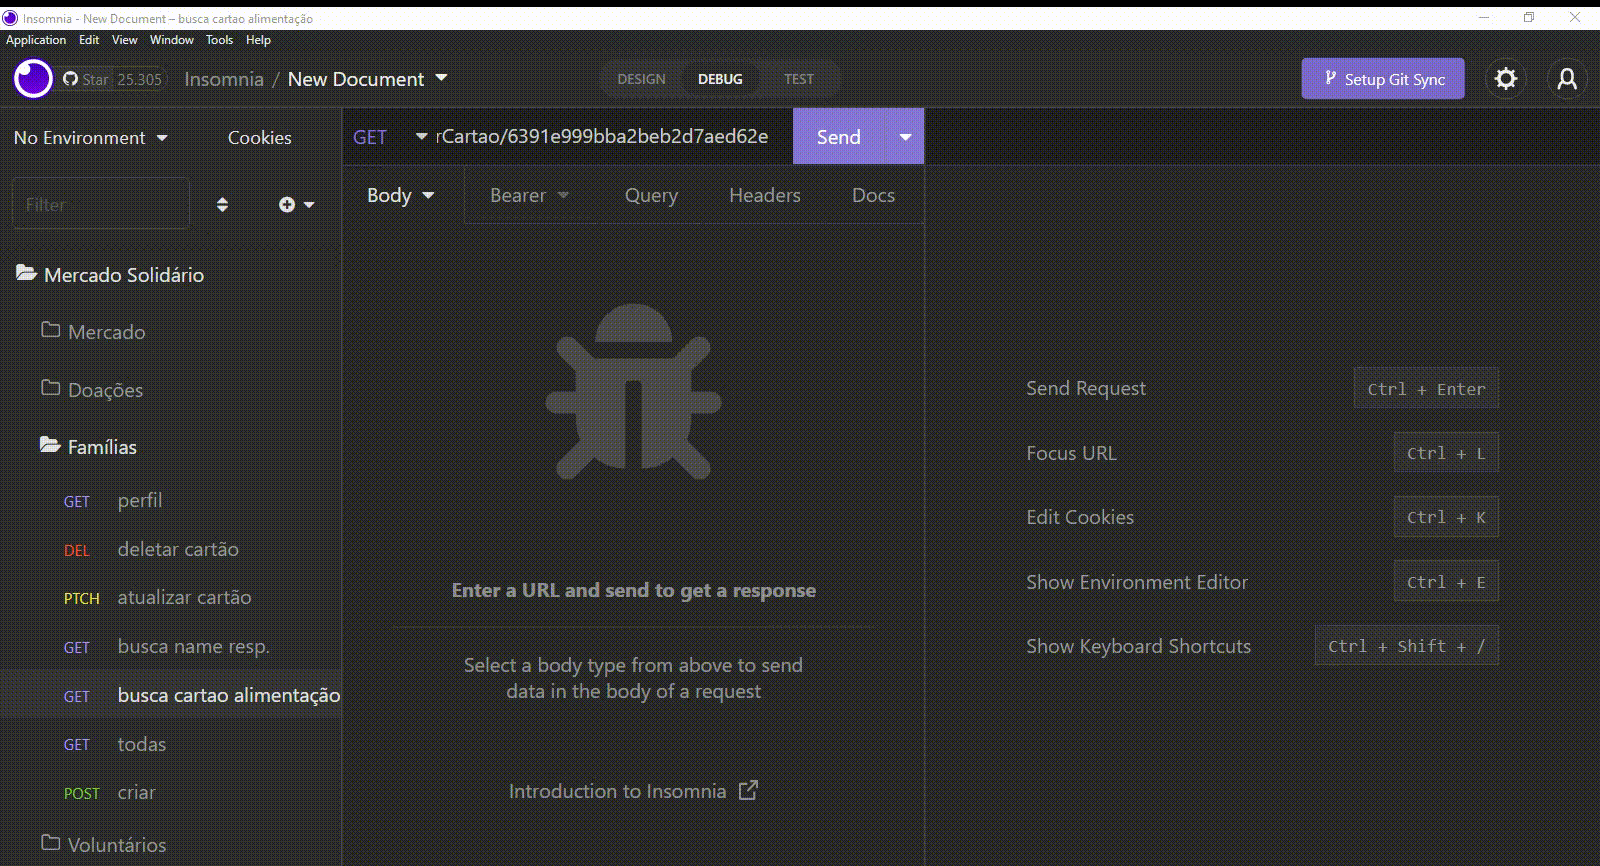 Insomnia - New Document – busca cartao alimentação
Application Edit View Window Tools Help
Star 25.305 Insomnia / New Document DESIGN DEBUG TEST Setup Git Sync
No Environment Cookies
GET rCartao/6391e999bba2beb2d7aed62e Send
Filter
Body Bearer Query Headers Docs
Mercado Solidário
Mercado
Doações
Famílias
GET perfil
DEL deletar cartão
PTCH atualizar cartão
GET busca name resp.
GET busca cartao alimentação
GET todas
POST criar
Voluntários
Enter a URL and send to get a response
Select a body type from above to send
data in the body of a request
Introduction to Insomnia
Send Request Ctrl + Enter
Focus URL Ctrl + L
Edit Cookies Ctrl + K
Show Environment Editor Ctrl + E
Show Keyboard Shortcuts Ctrl + Shift + /